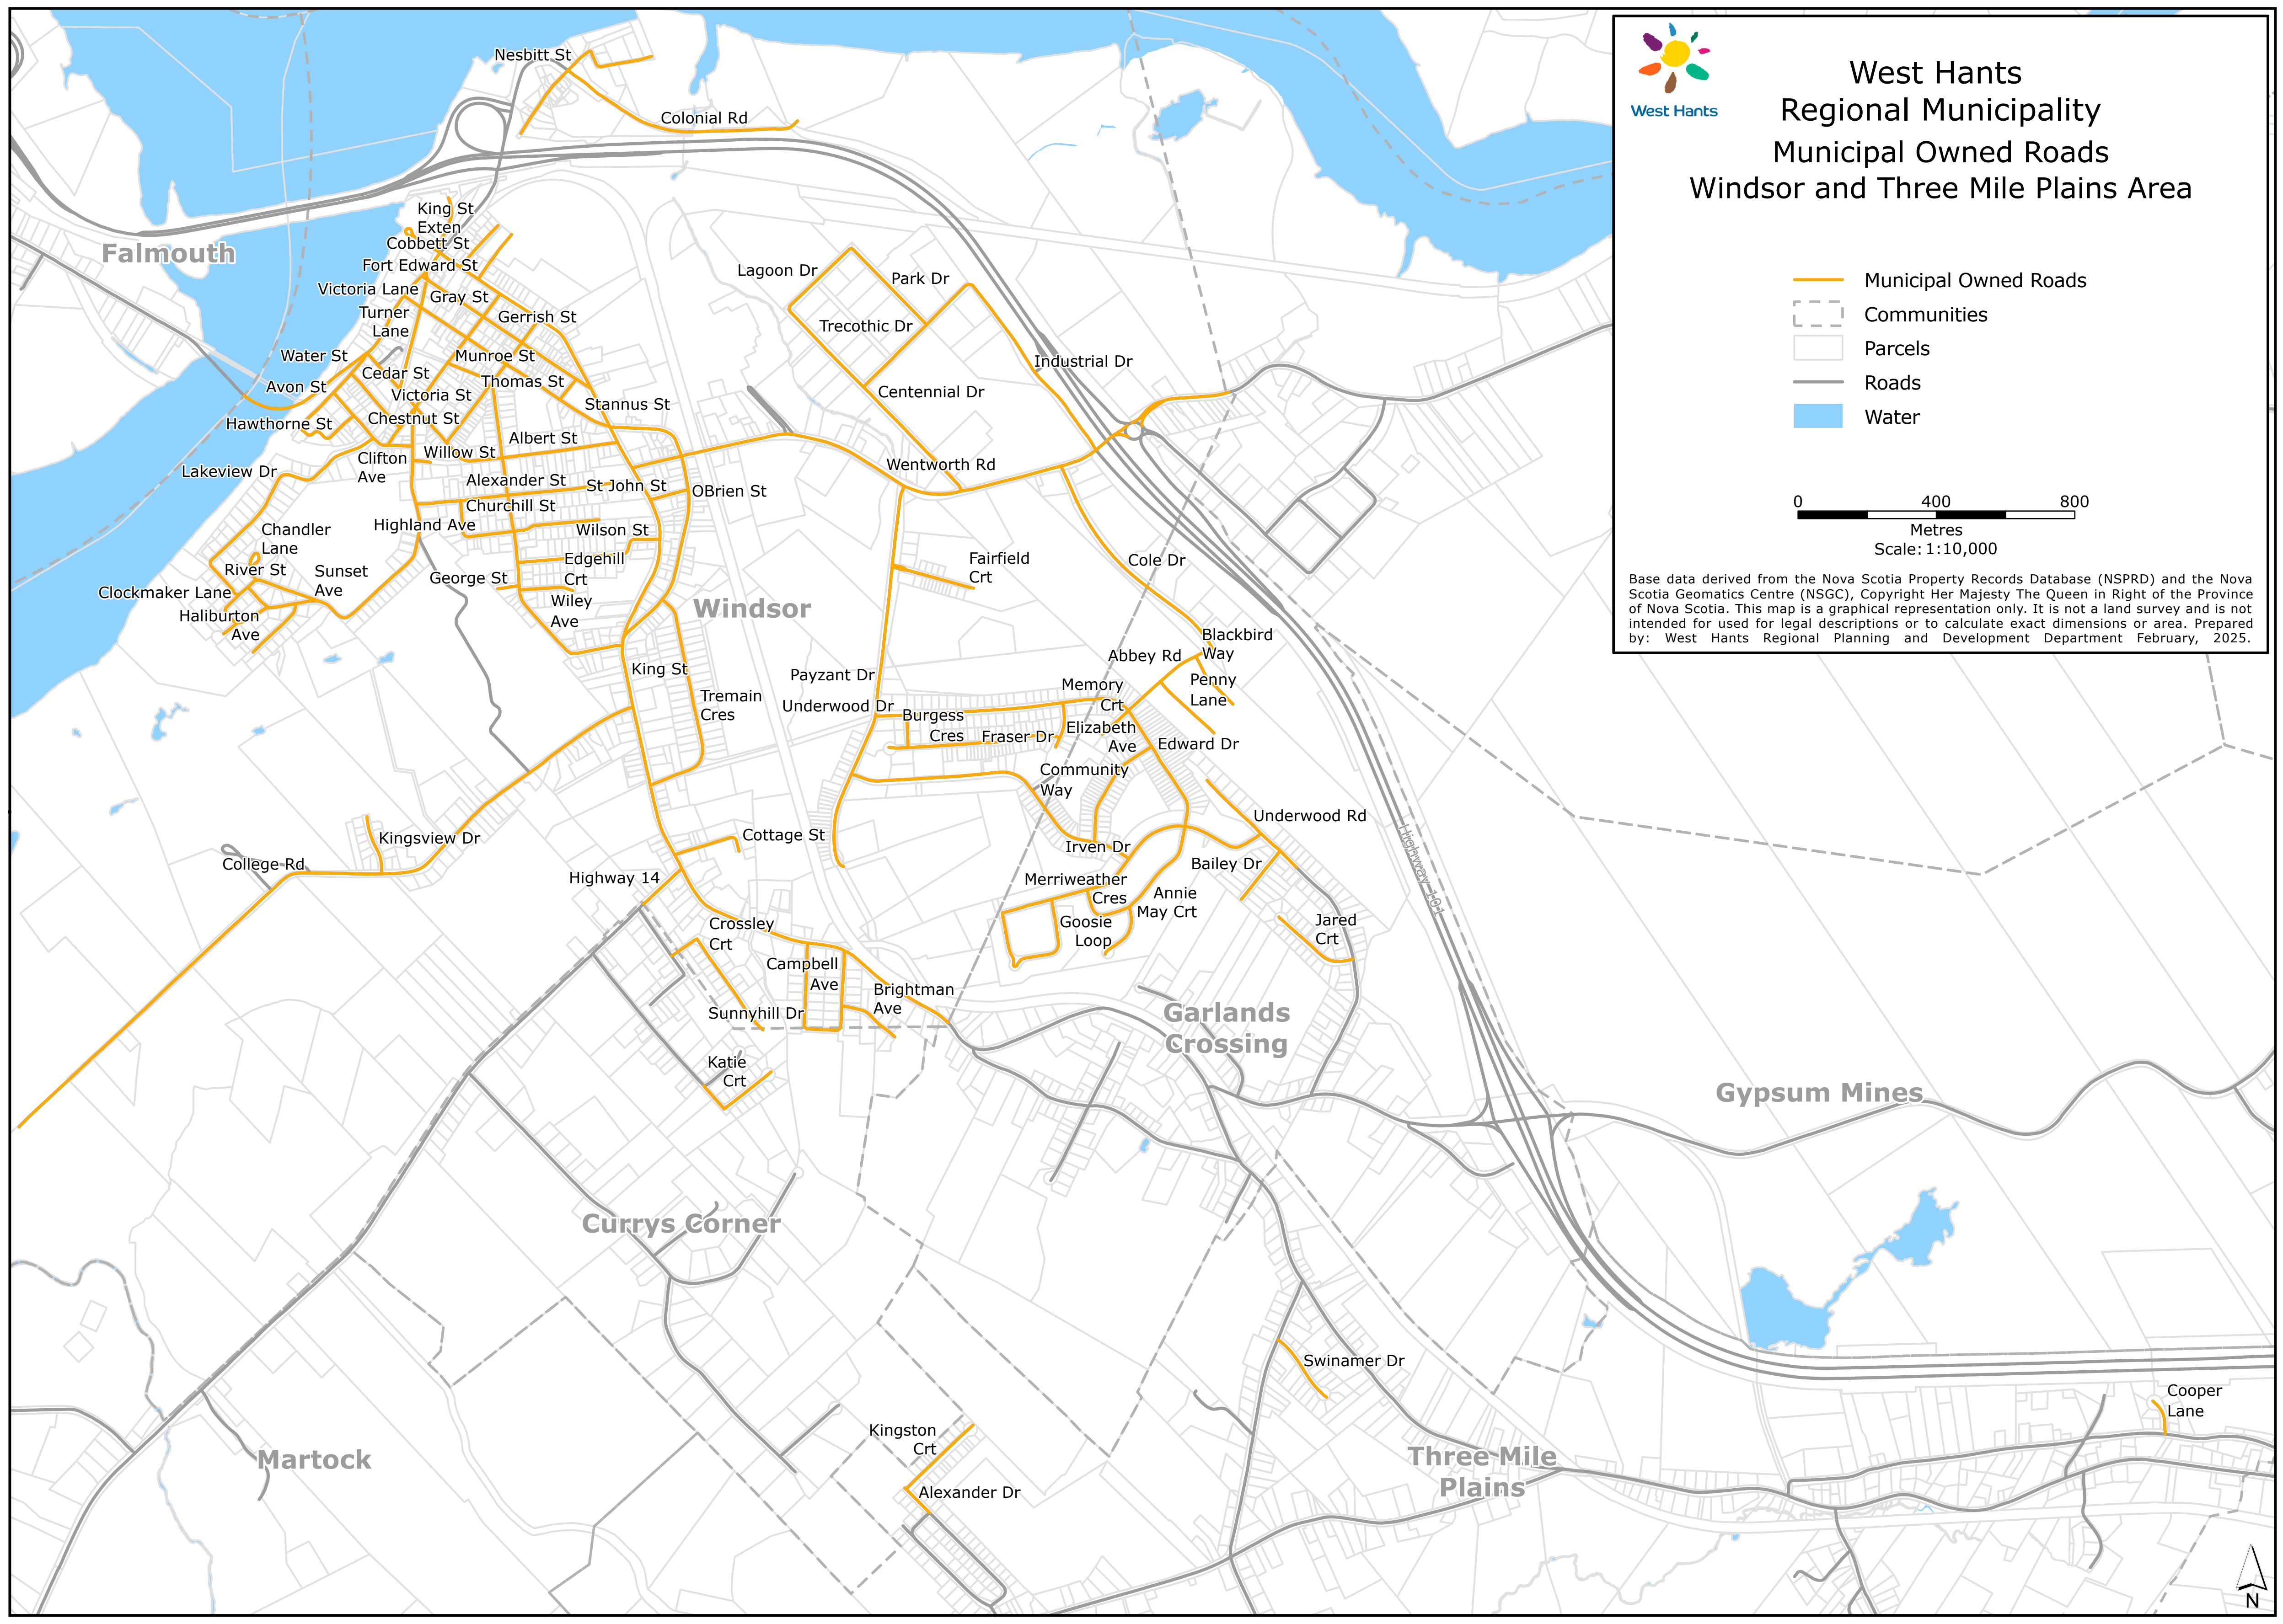 West Hants
West Hants
Regional Municipality
Municipal Owned Roads
Windsor and Three Mile Plains Area
Municipal Owned Roads
Communities
Parcels
Roads
Water
0 400 800
Metres
Scale: 1:10,000
Base data derived from the Nova Scotia Property Records Database (NSPRD) and the Nova
Scotia Geomatics Centre (NSGC), Copyright Her Majesty The Queen in Right of the Province
of Nova Scotia. This map is a graphical representation only. It is not a land survey and is not
intended for used for legal descriptions or to calculate exact dimensions or area. Prepared
by: West Hants Regional Planning and Development Department February, 2025.
Nesbitt St
Colonial Rd
King St
Exten
Cobbett St
Falmouth
Fort Edward St
Lagoon Dr
Park Dr
Victoria Lane
Gray St
Turner
Lane
Gerrish St
Trecothic Dr
Water St
Munroe St
Industrial Dr
Cedar St
Thomas St
Avon St
Victoria St
Centennial Dr
Stannus St
Chestnut St
Hawthorne St
Albert St
Willow St
Clifton
Ave
Wentworth Rd
Lakeview Dr
Alexander St
St John St
OBrien St
Churchill St
Highland Ave
Wilson St
Chandler
Lane
Edgehill
Crt
Fairfield
Crt
Cole Dr
River St
Sunset
Ave
George St
Clockmaker Lane
Wiley
Ave
Windsor
Haliburton
Ave
Blackbird
Way
Abbey Rd
King St
Payzant Dr
Penny
Lane
Memory
Crt
Tremain
Cres
Underwood Dr
Burgess
Cres
Fraser Dr
Elizabeth
Ave
Edward Dr
Community
Way
Underwood Rd
Highway 101
Cottage St
Kingsview Dr
Irven Dr
College Rd
Bailey Dr
Highway 14
Merriweather
Cres
Annie
May Crt
Crossley
Crt
Goosie
Loop
Jared
Crt
Campbell
Ave
Brightman
Ave
Sunnyhill Dr
Garlands
Crossing
Katie
Crt
Gypsum Mines
Currys Corner
Swinamer Dr
Cooper
Lane
Kingston
Crt
Martock
Three Mile
Plains
Alexander Dr
N